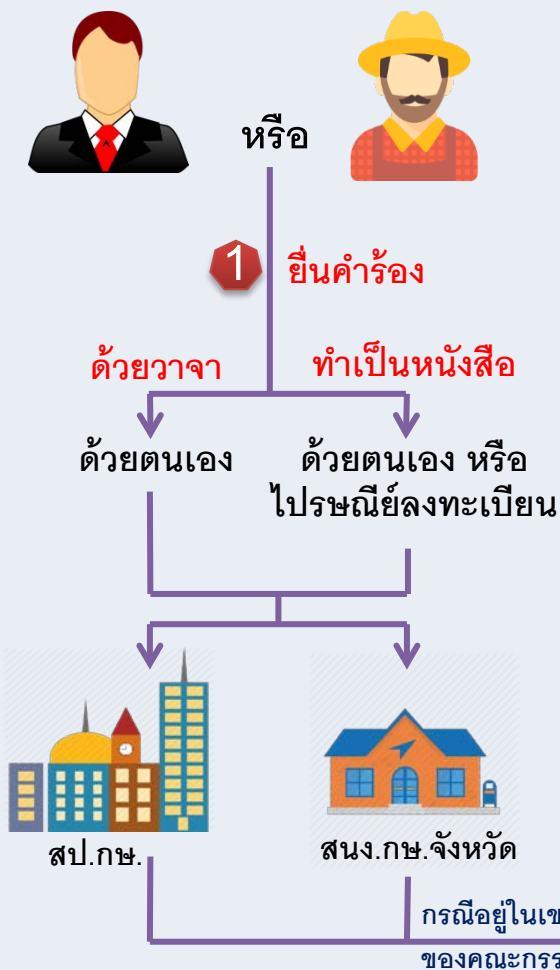 หรือ
1 ยื่นคำร้อง
ด้วยวาจา ทำเป็นหนังสือ
ด้วยตนเอง ด้วยตนเอง หรือ
ไปรษณีย์ลงทะเบียน
สป.กษ. สนง.กษ.จังหวัด
กรณีอยู่ใน
ของ